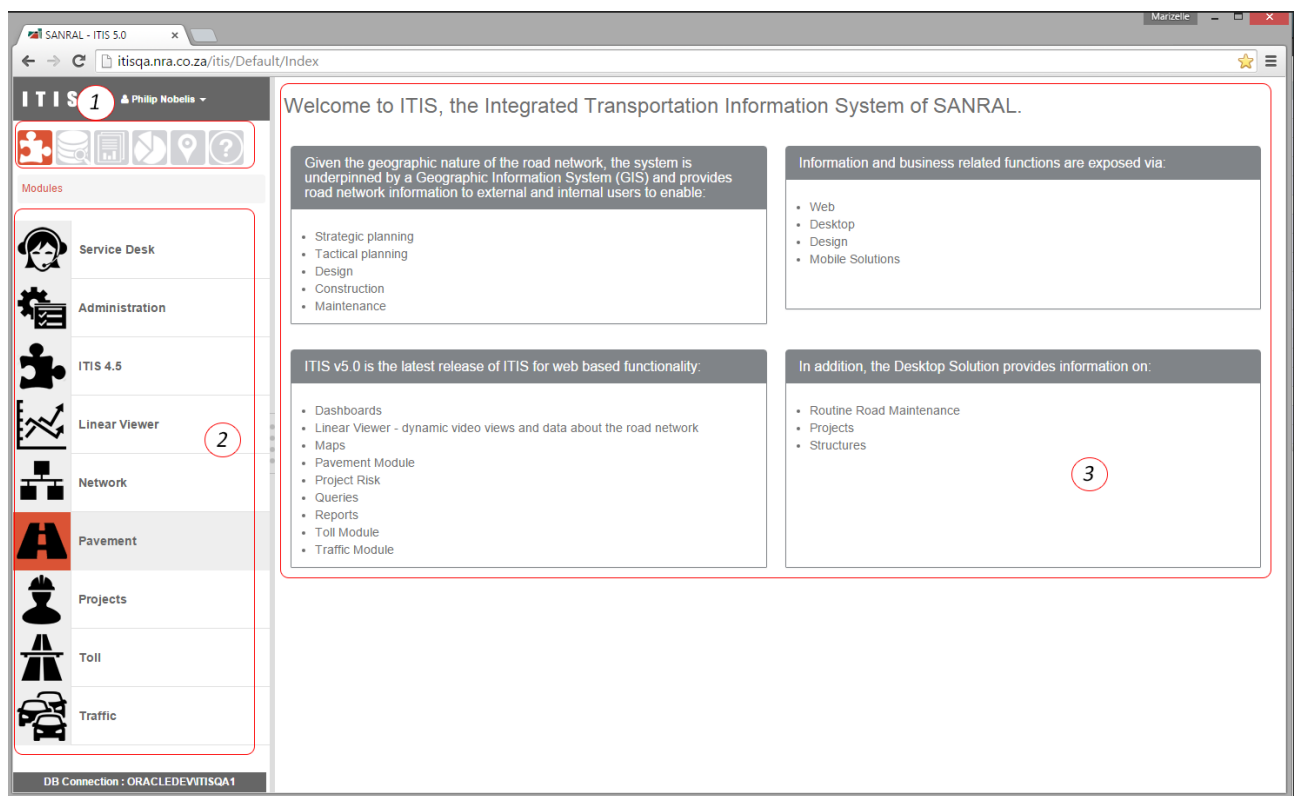 Marizelle
SANRAL - ITIS 5.0
itisqa.nra.co.za/itis/Default/Index
ITIS
1
Philip Nobelis
Modules
Service Desk
Administration
ITIS 4.5
Linear Viewer
2
Network
Pavement
Projects
Toll
Traffic
DB Connection : ORACLEDEV\ITISQA1
Welcome to ITIS, the Integrated Transportation Information System of SANRAL.
Given the geographic nature of the road network, the system is
underpinned by a Geographic Information System (GIS) and provides
road network information to external and internal users to enable:
• Strategic planning
• Tactical planning
• Design
• Construction
• Maintenance
Information and business related functions are exposed via:
• Web
• Desktop
• Design
• Mobile Solutions
ITIS v5.0 is the latest release of ITIS for web based functionality:
• Dashboards
• Linear Viewer - dynamic video views and data about the road network
• Maps
• Pavement Module
• Project Risk
• Queries
• Reports
• Toll Module
• Traffic Module
In addition, the Desktop Solution provides information on:
• Routine Road Maintenance
• Projects
• Structures
3